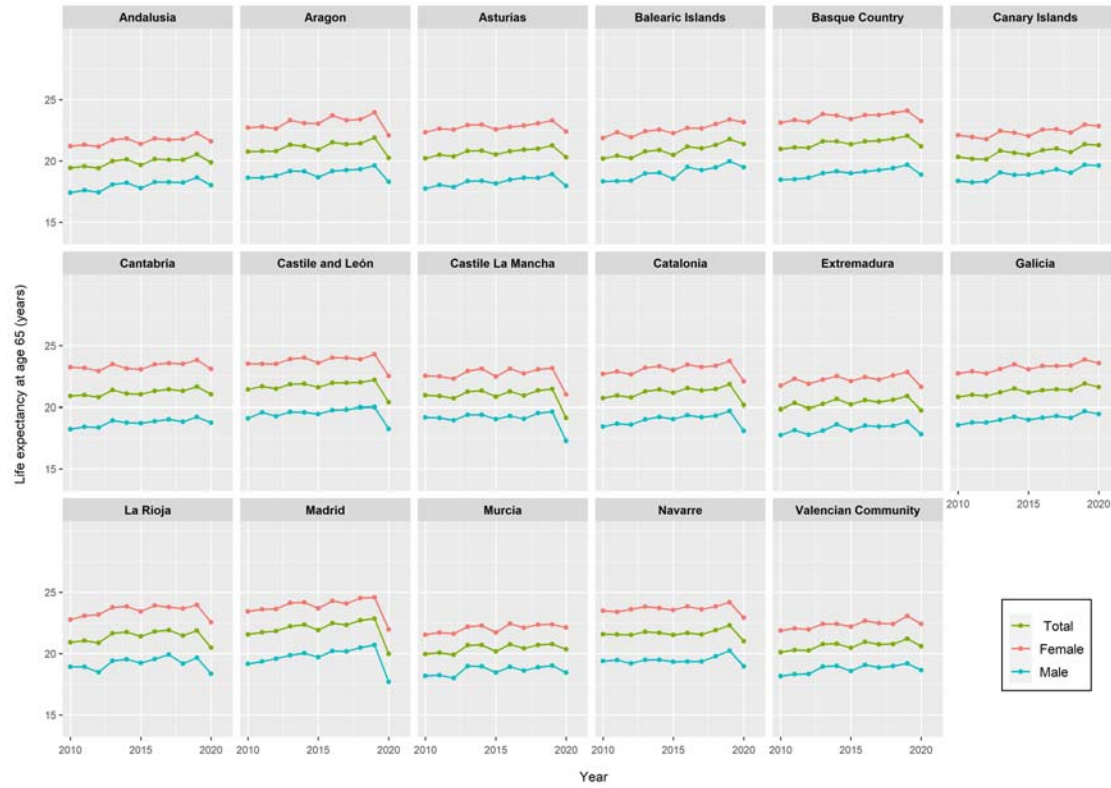 Andalusia
Aragon
Asturias
Balearic Islands
Basque Country
Canary Islands
25
20
15
Cantabria
Castile and León
Castile La Mancha
Catalonia
Extremadura
Galicia
25
20
15
2010 2015 2020
La Rioja
Madrid
Murcia
Navarre
Valencian Community
25
20
15
2010 2015 2020
2010 2015 2020
2010 2015 2020
2010 2015 2020
2010 2015 2020
Life expectancy at age 65 (years)
Year
Total
Female
Male